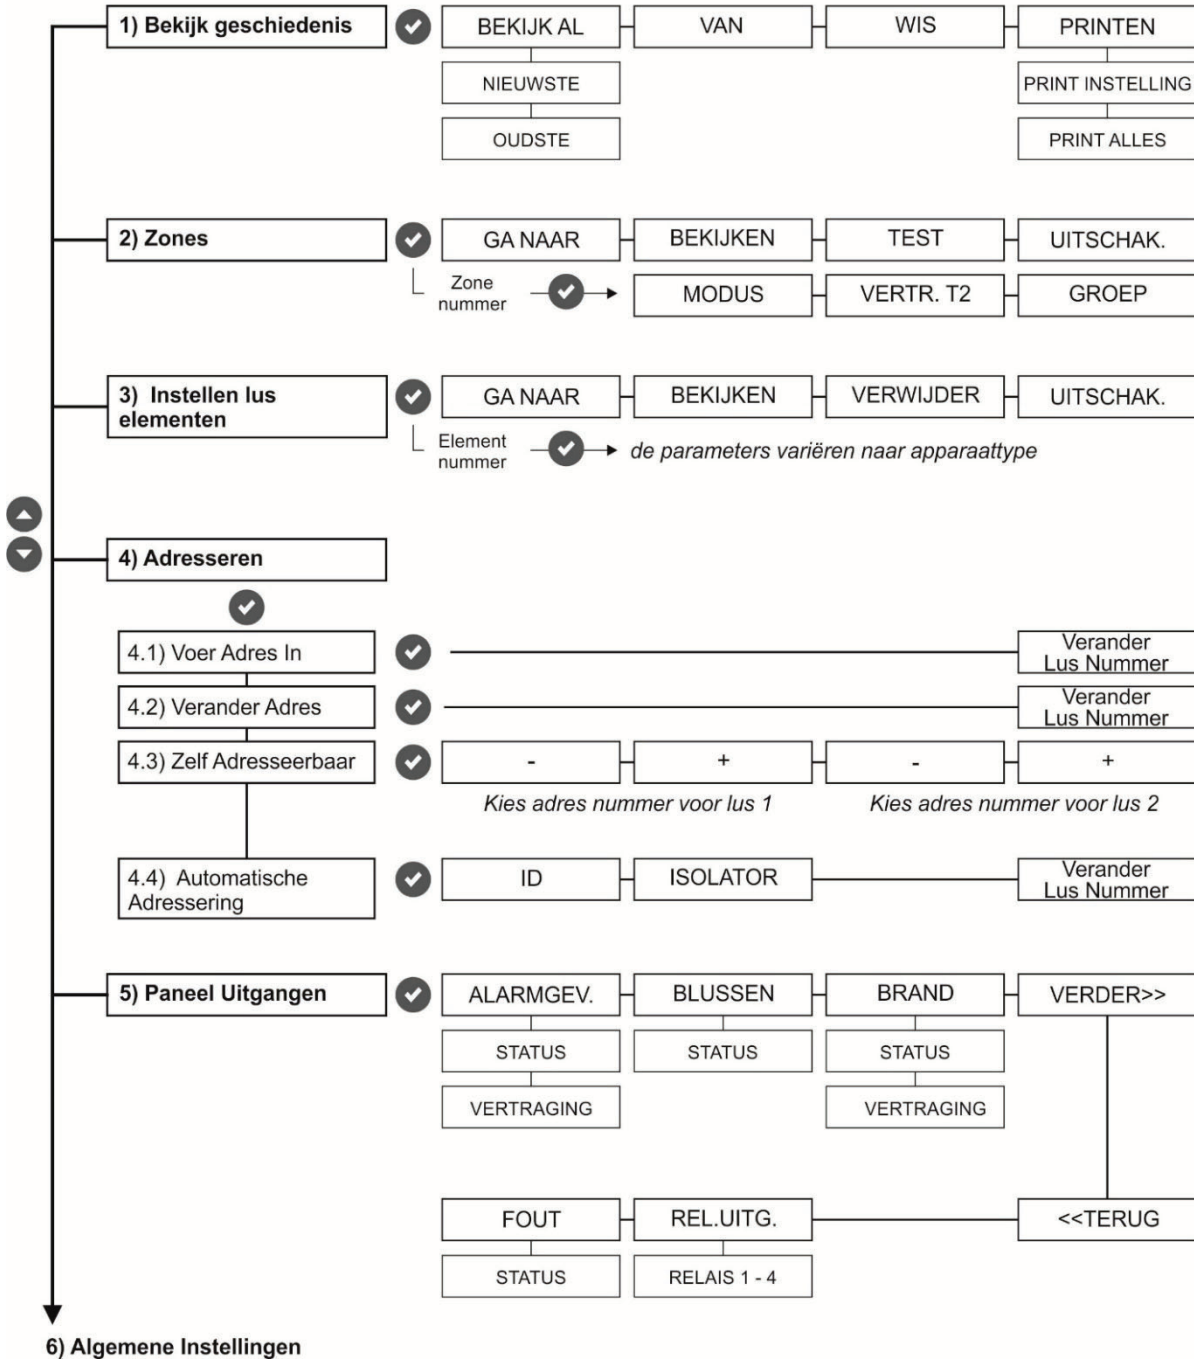 1) Bekijk geschiedenis
BEKIJK AL
VAN
WIS
PRINTEN
NIEUWSTE
PRINT INSTELLING
OUDSTE
PRINT ALLES
2) Zones
GA NAAR
BEKIJKEN
TEST
UITSCHAK.
Zone
nummer
MODUS
VERTR. T2
GROEP
3) Instellen lus
elementen
GA NAAR
BEKIJKEN
VERWIJDER
UITSCHAK.
Element
nummer
de parameters variëren naar apparaattype
4) Adresseren
4.1) Voer Adres In
Verander
Lus Nummer
4.2) Verander Adres
Verander
Lus Nummer
4.3) Zelf Adresseerbaar
-
+
-
+
Kies adres nummer voor lus 1
Kies adres nummer voor lus 2
4.4) Automatische
Adressering
ID
ISOLATOR
Verander
Lus Nummer
5) Paneel Uitgangen
ALARMGEV.
BLUSSEN
BRAND
VERDER>>
STATUS
STATUS
STATUS
VERTRAGING
VERTRAGING
FOUT
REL.UITG.
<<TERUG
STATUS
RELAIS 1 - 4
6) Algemene Instellingen